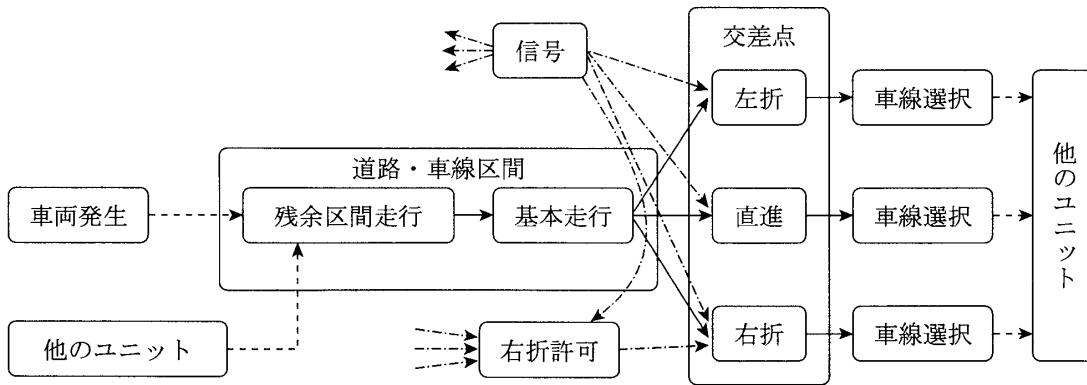 信号
交差点
左折
車線選択
道路・車線区間
車両発生
残余区間走行
基本走行
直進
車線選択
他のユニット
他のユニット
右折許可
右折
車線選択